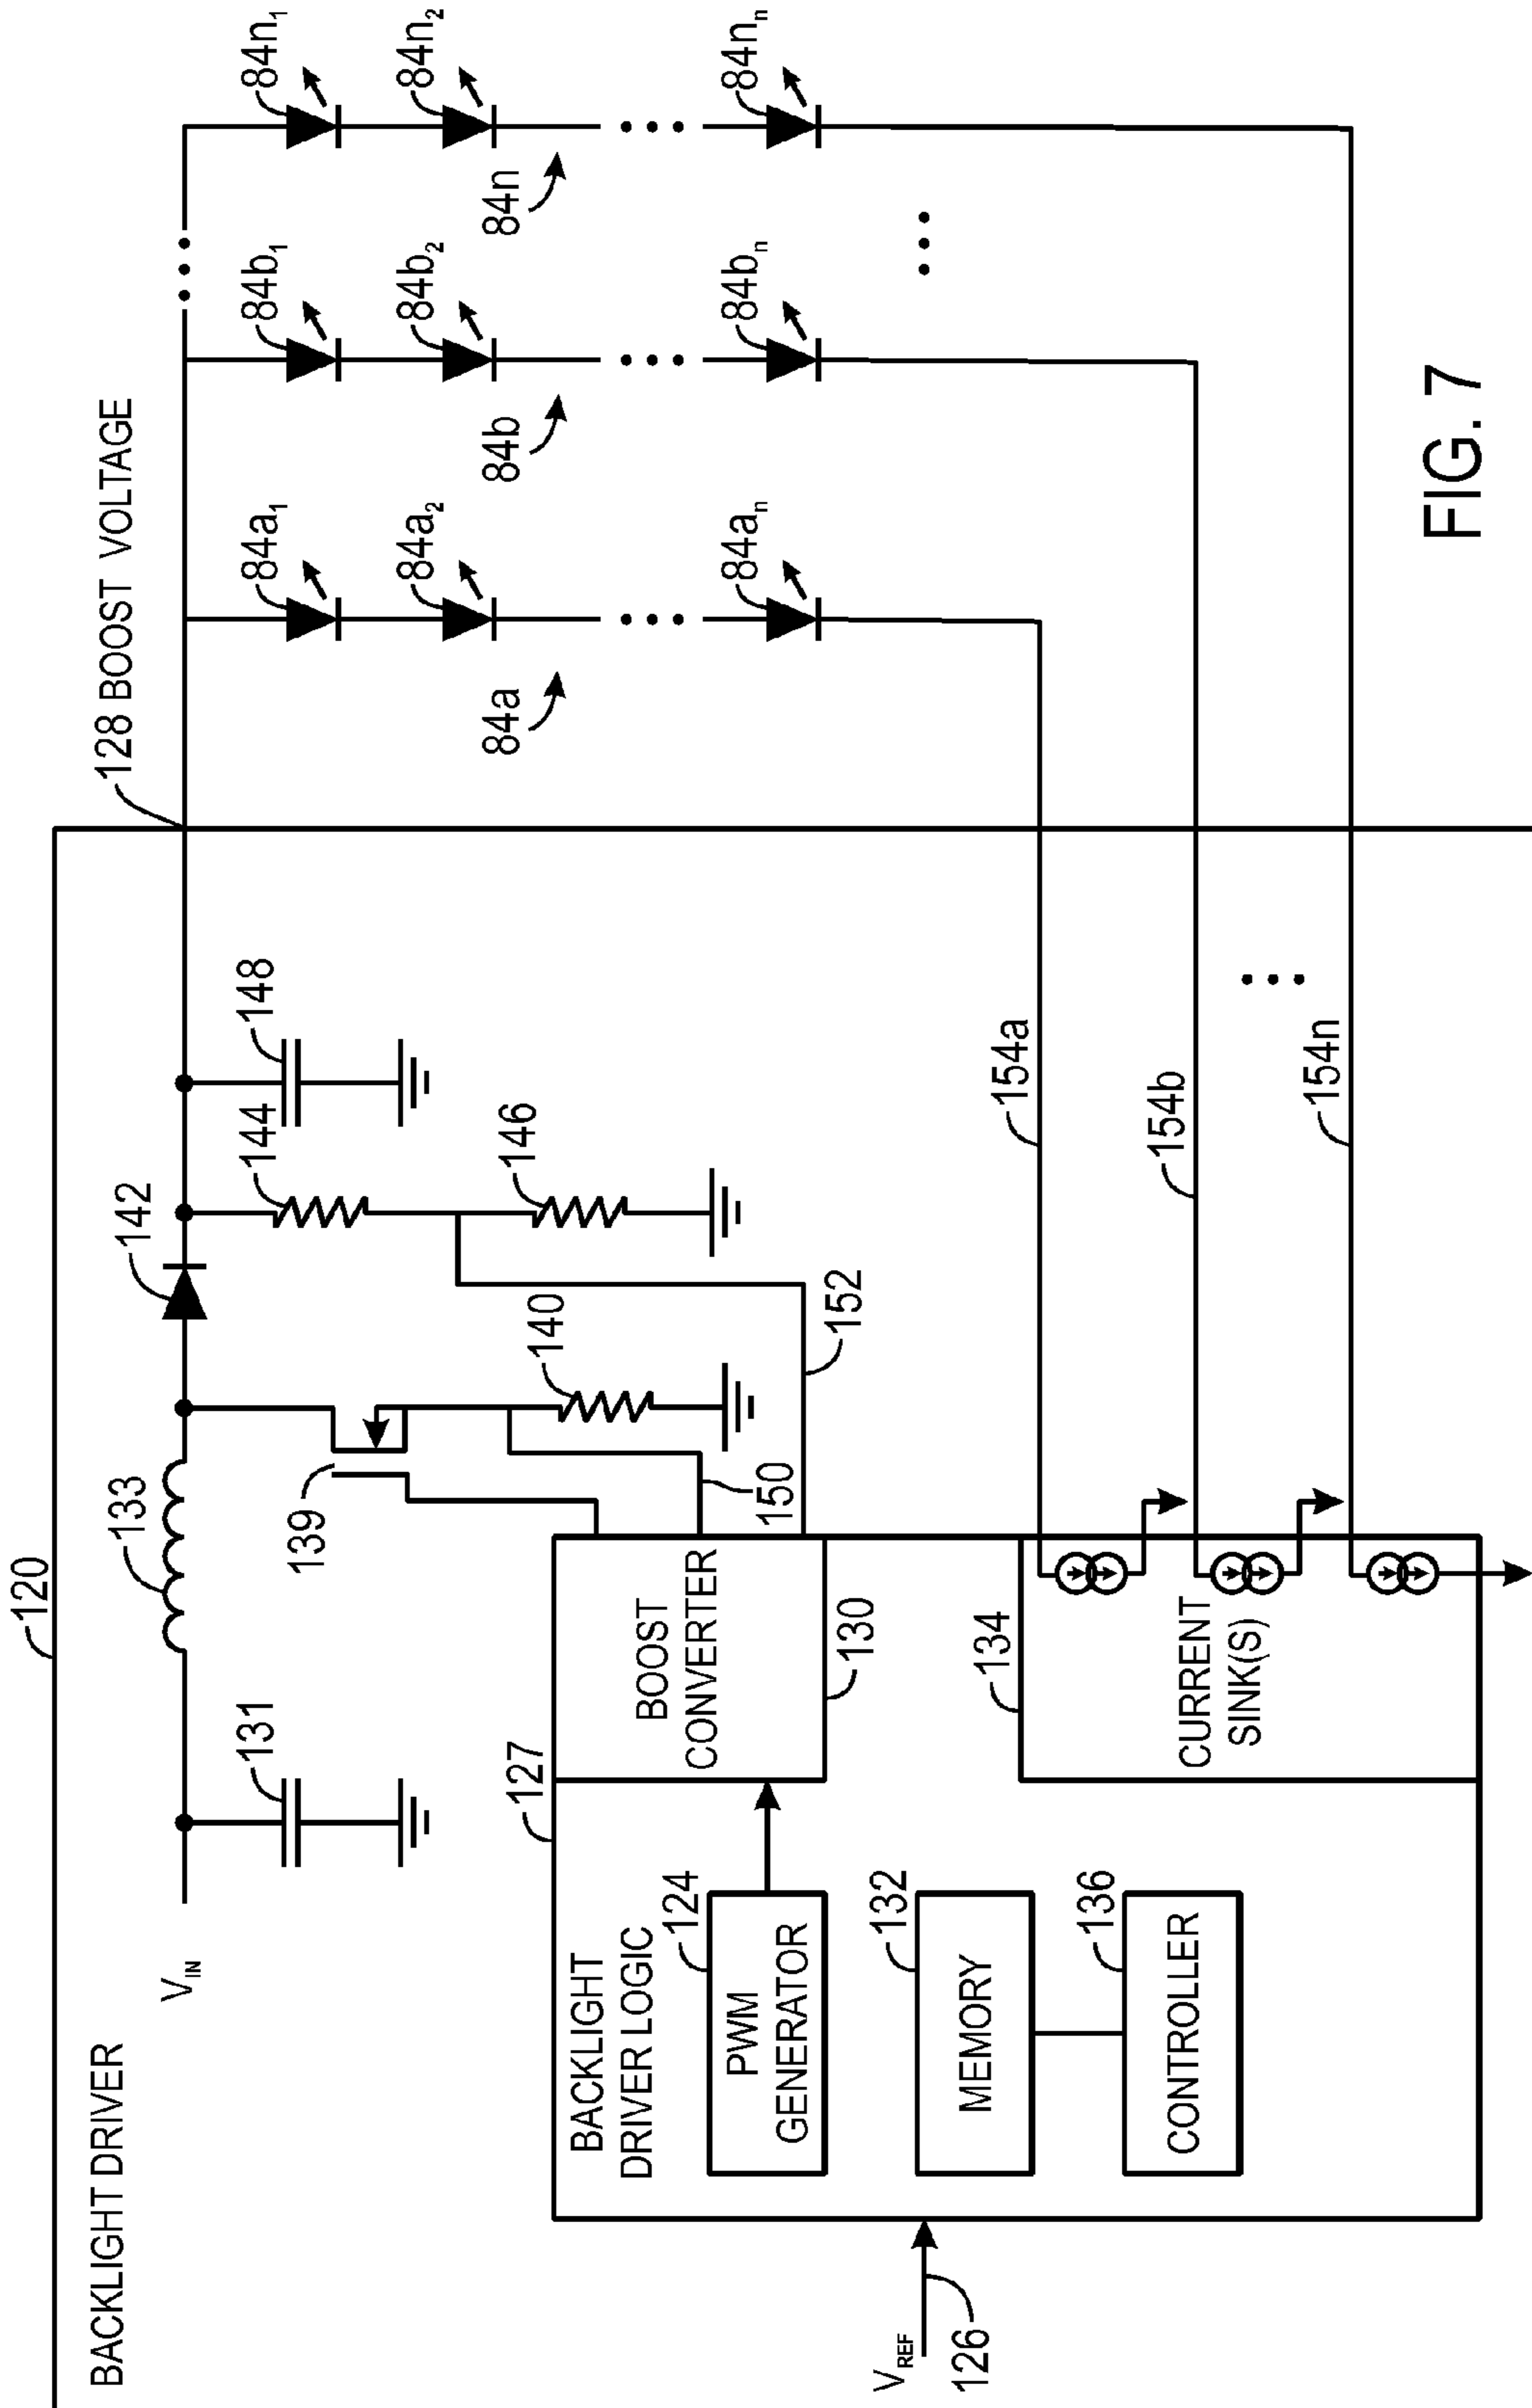 BACKLIGHT DRIVER
120
V_IN
131
133
139
142
144
148
140
146
150
152
128 BOOST VOLTAGE
84a₁
84b₁
84n₁
84a₂
84b₂
84n₂
84a
84b
84n
84aₙ
84bₙ
84nₙ
127
BACKLIGHT
DRIVER LOGIC
124
PWM
GENERATOR
BOOST
CONVERTER
130
V_REF
126
132
MEMORY
136
CONTROLLER
134
CURRENT
SINK(S)
154a
154b
154n
FIG. 7